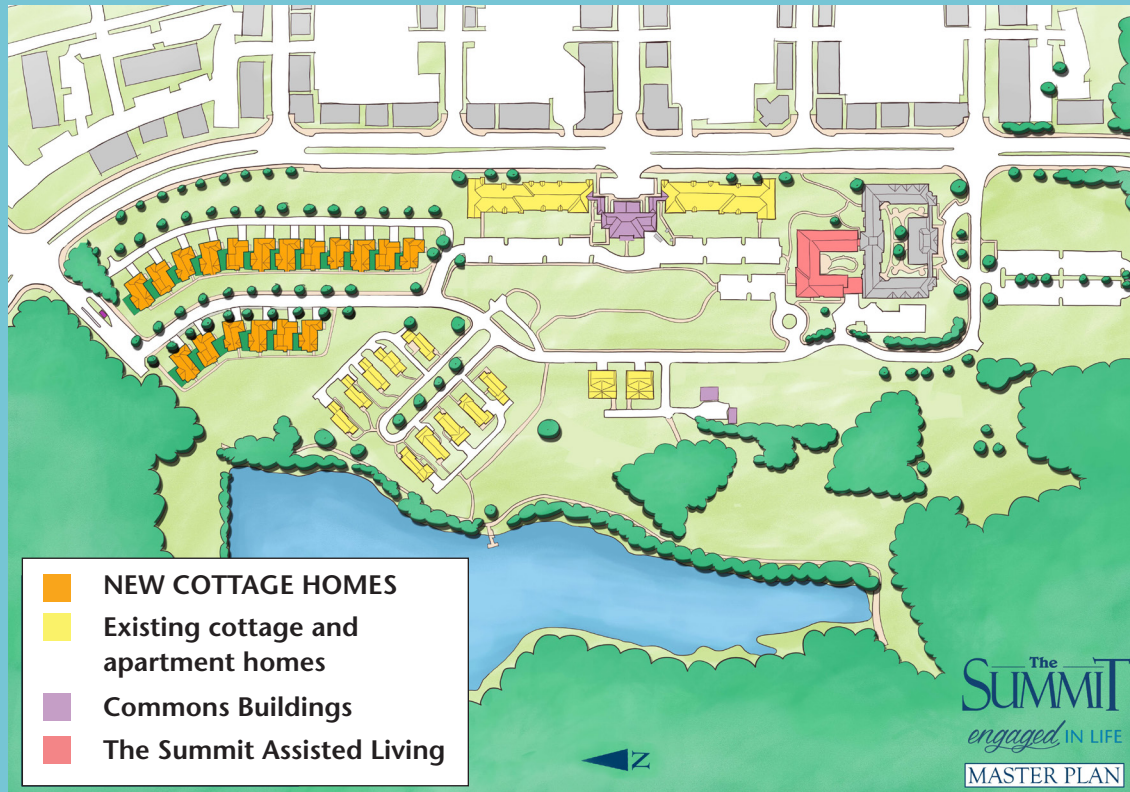 NEW COTTAGE HOMES
Existing cottage and
apartment homes
Commons Buildings
The Summit Assisted Living
N
The
SUMMIT
engaged IN LIFE
MASTER PLAN